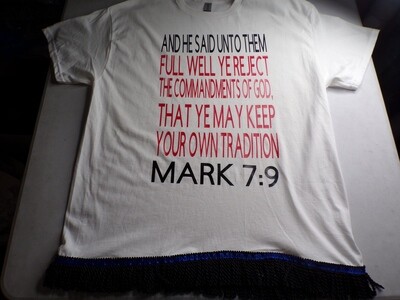 AND HE SAID UNTO THEM
FULL WELL YE REJECT
THE COMMANDMENTS OF GOD,
THAT YE MAY KEEP
YOUR OWN TRADITION
MARK 7:9